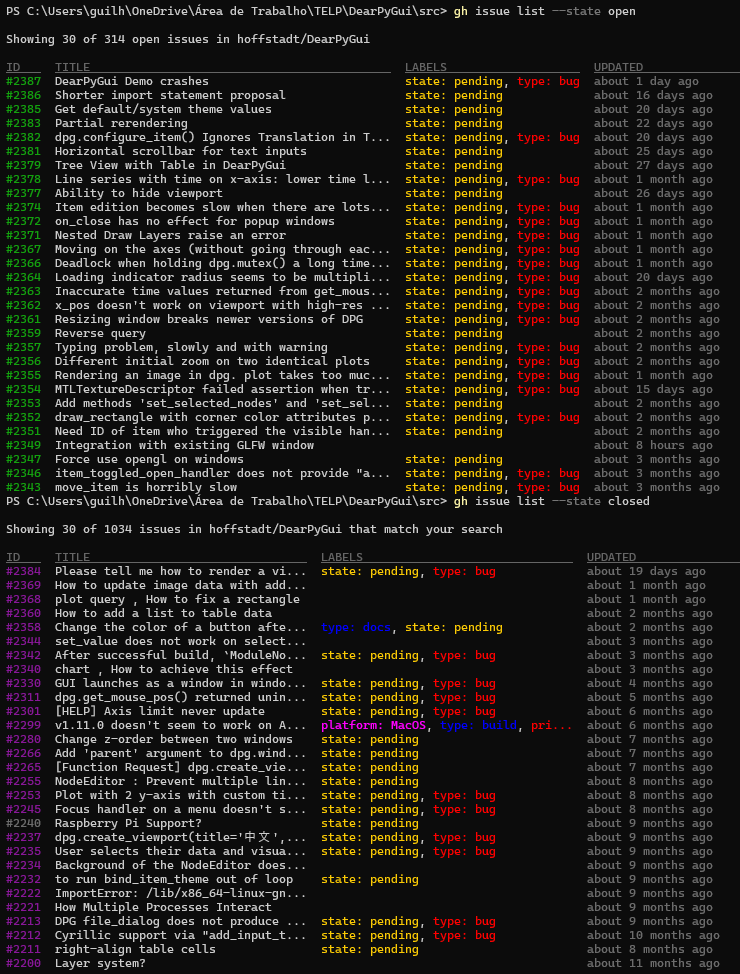 PS C:\Users\guilh\OneDrive\Área de Trabalho\TELP\DearPyGui\src> gh issue list --state open
Showing 30 of 314 open issues in hoffstadt/DearPyGui
ID TITLE LABELS UPDATED
#2387 DearPyGui Demo crashes state: pending, type: bug about 1 day ago
#2386 Shorter import statement proposal state: pending about 16 days ago
#2385 Get default/system theme values state: pending about 20 days ago
#2383 Partial rerendering state: pending about 22 days ago
#2382 dpg.configure_item() Ignores Translation in T... state: pending, type: bug about 20 days ago
#2381 Horizontal scrollbar for text inputs state: pending about 25 days ago
#2379 Tree View with Table in DearPyGui state: pending about 27 days ago
#2378 Line series with time on x-axis: lower time l... state: pending, type: bug about 1 month ago
#2377 Ability to hide viewport state: pending about 26 days ago
#2374 Item edition becomes slow when there are lots... state: pending, type: bug about 1 month ago
#2372 on_close has no effect for popup windows state: pending, type: bug about 1 month ago
#2371 Nested Draw Layers raise an error state: pending, type: bug about 1 month ago
#2367 Moving on the axes (without going through eac... state: pending, type: bug about 1 month ago
#2366 Deadlock when holding dpg.mutex() a long time... state: pending, type: bug about 1 month ago
#2364 Loading indicator radius seems to be multipli... state: pending, type: bug about 20 days ago
#2363 Inaccurate time values returned from get_mous... state: pending, type: bug about 2 months ago
#2362 x_pos doesn't work on viewport with high-res ... state: pending, type: bug about 2 months ago
#2361 Resizing window breaks newer versions of DPG state: pending, type: bug about 2 months ago
#2359 Reverse query state: pending about 2 months ago
#2357 Typing problem, slowly and with warning state: pending, type: bug about 2 months ago
#2356 Different initial zoom on two identical plots state: pending, type: bug about 2 months ago
#2355 Rendering an image in dpg. plot takes too muc... state: pending, type: bug about 1 month ago
#2354 MTLTextureDescriptor failed assertion when tr... state: pending, type: bug about 15 days ago
#2353 Add methods 'set_selected_nodes' and 'set_sel... state: pending about 2 months ago
#2352 draw_rectangle with corner color attributes p... state: pending, type: bug about 2 months ago
#2351 Need ID of item who triggered the visible han... state: pending about 2 months ago
#2349 Integration with existing GLFW window about 8 hours ago
#2347 Force use opengl on windows state: pending about 3 months ago
#2346 item_toggled_open_handler does not provide "a... state: pending, type: bug about 3 months ago
#2343 move_item is horribly slow state: pending, type: bug about 3 months ago
PS C:\Users\guilh\OneDrive\Área de Trabalho\TELP\DearPyGui\src> gh issue list --state closed
Showing 30 of 1034 issues in hoffstadt/DearPyGui that match your search
ID TITLE LABELS UPDATED
#2384 Please tell me how to render a vi... state: pending, type: bug about 19 days ago
#2369 How to update image data with add... about 1 month ago
#2368 plot query , How to fix a rectangle about 1 month ago
#2360 How to add a list to table data about 2 months ago
#2358 Change the color of a button afte... type: docs, state: pending about 2 months ago
#2344 set_value does not work on select... about 3 months ago
#2342 After successful build, `ModuleNo... state: pending, type: bug about 3 months ago
#2340 chart , How to achieve this effect about 3 months ago
#2330 GUI launches as a window in windo... state: pending, type: bug about 4 months ago
#2311 dpg.get_mouse_pos() returned unin... state: pending, type: bug about 5 months ago
#2301 [HELP] Axis limit never update state: pending, type: bug about 6 months ago
#2299 v1.11.0 doesn't seem to work on A... platform: MacOS, type: build, pri... about 6 months ago
#2280 Change z-order between two windows state: pending about 7 months ago
#2266 Add 'parent' argument to dpg.wind... state: pending about 7 months ago
#2265 [Function Request] dpg.create_vie... state: pending about 7 months ago
#2255 NodeEditor : Prevent multiple lin... state: pending about 8 months ago
#2253 Plot with 2 y-axis with custom ti... state: pending, type: bug about 8 months ago
#2245 Focus handler on a menu doesn't s... state: pending, type: bug about 8 months ago
#2240 Raspberry Pi Support? state: pending about 9 months ago
#2237 dpg.create_viewport(title='中文',... state: pending, type: bug about 9 months ago
#2235 User selects their data and visua... state: pending, type: bug about 9 months ago
#2234 Background of the NodeEditor does... about 9 months ago
#2232 to run bind_item_theme out of loop state: pending about 9 months ago
#2222 ImportError: /lib/x86_64-linux-gn... about 9 months ago
#2221 How Multiple Processes Interact about 9 months ago
#2213 DPG file_dialog does not produce ... state: pending, type: bug about 9 months ago
#2212 Cyrillic support via "add_input_t... state: pending, type: bug about 10 months ago
#2211 right-align table cells state: pending about 8 months ago
#2200 Layer system? about 11 months ago